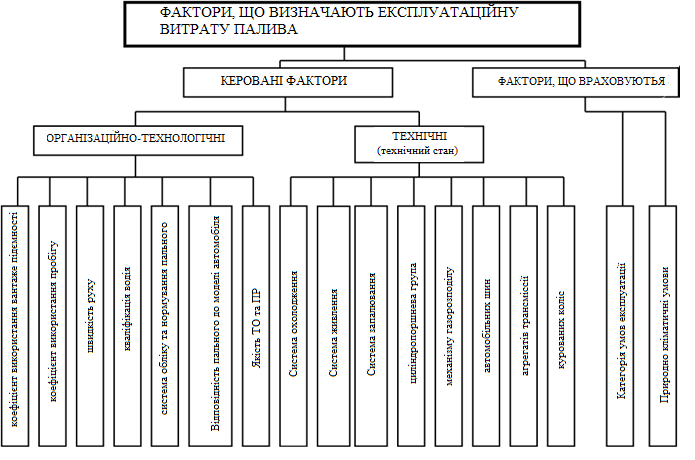 ФАКТОРИ, ЩО ВИЗНАЧАЮТЬ ЕКСПЛУАТАЦІЙНУ
ВИТРАТУ ПАЛИВА
КЕРОВАНІ ФАКТОРИ
ФАКТОРИ, ЩО ВРАХОВУЮТЬЯ
ОРГАНІЗАЦІЙНО-ТЕХНОЛОГІЧНІ
ТЕХНІЧНІ
(технічний стан)
коефіцієнт використання вантаже підємності
коефіцієнт використання пробігу
швидкість руху
кваліфікація водія
система обліку та нормування пального
Відповідність пального до моделі автомобіля
Якість ТО та ПР
Система охолодження
Система живлення
Система запалювання
циліндропоршнева група
механізму газорозподілу
автомобільних шин
агрегатів трансмісії
курованих коліс
Категорія умов експлуатації
Природно кліматичні умови